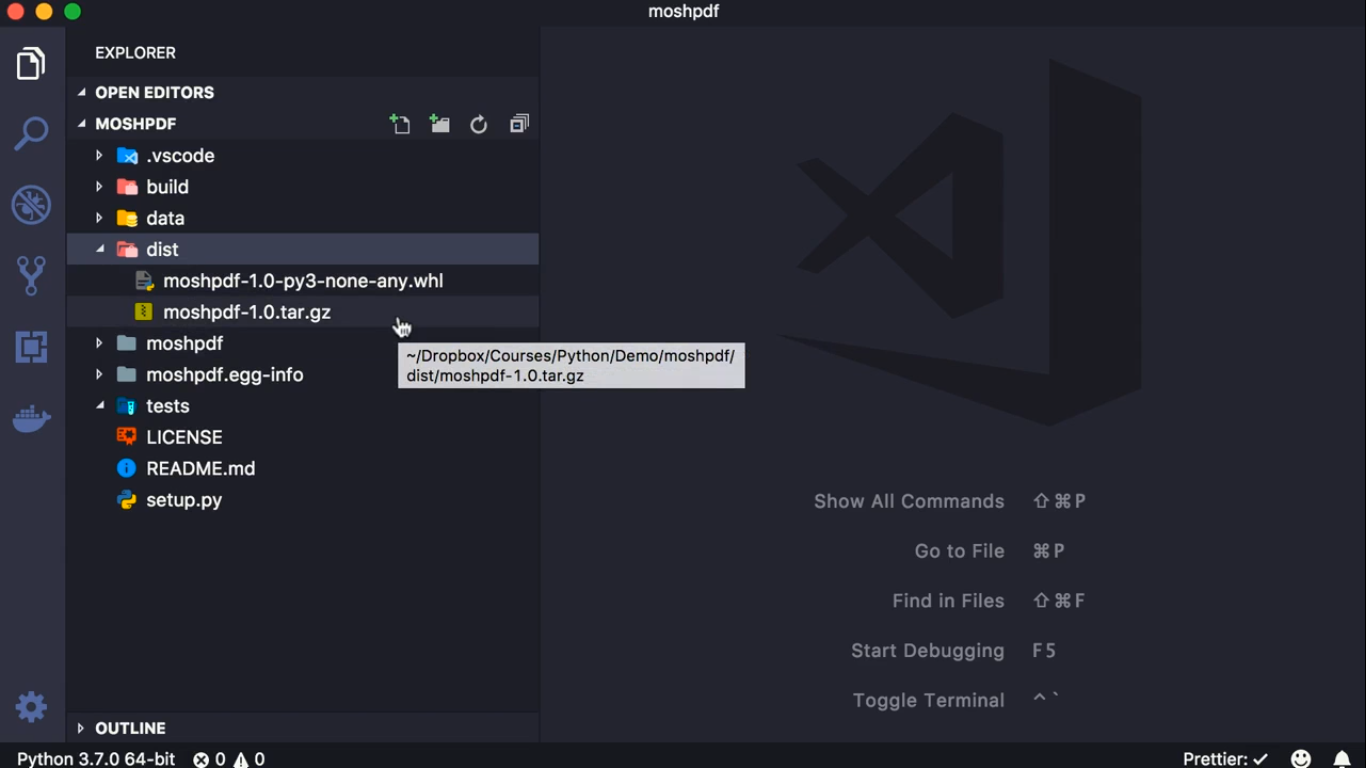 moshpdf
EXPLORER
OPEN EDITORS
MOSHPDF
.vscode
build
data
dist
moshpdf-1.0-py3-none-any.whl
moshpdf-1.0.tar.gz
moshpdf
~/Dropbox/Courses/Python/Demo/moshpdf/
dist/moshpdf-1.0.tar.gz
moshpdf.egg-info
tests
LICENSE
README.md
setup.py
Show All Commands ⇧⌘P
Go to File ⌘P
Find in Files ⇧⌘F
Start Debugging F5
Toggle Terminal ^`
OUTLINE
Python 3.7.0 64-bit 0 0 Prettier: ✓